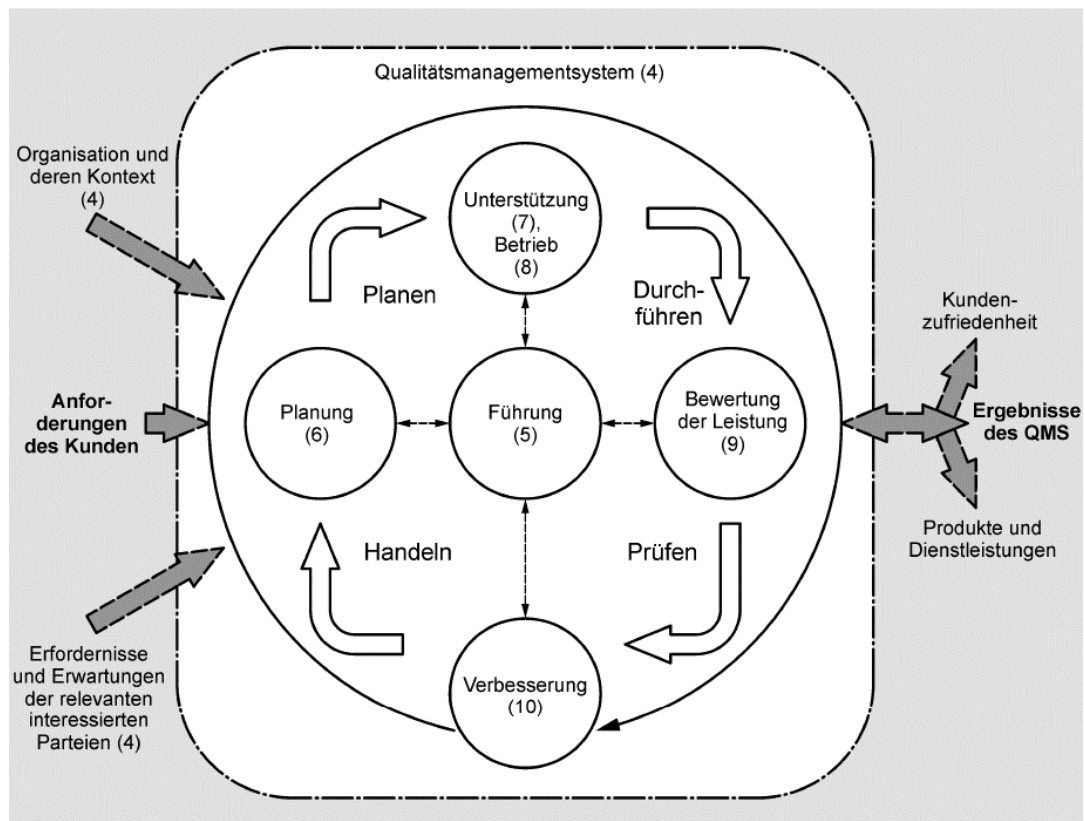 Qualitätsmanagementsystem (4)
Organisation und
deren Kontext
(4)
Unterstützung
(7),
Betrieb
(8)
Planen
Durch-
führen
Kunden-
zufriedenheit
Anfor-
derungen
des Kunden
Planung
(6)
Führung
(5)
Bewertung
der Leistung
(9)
Ergebnisse
des QMS
Handeln
Prüfen
Produkte und
Dienstleistungen
Erfordernisse
und Erwartungen
der relevanten
interessierten
Parteien (4)
Verbesserung
(10)